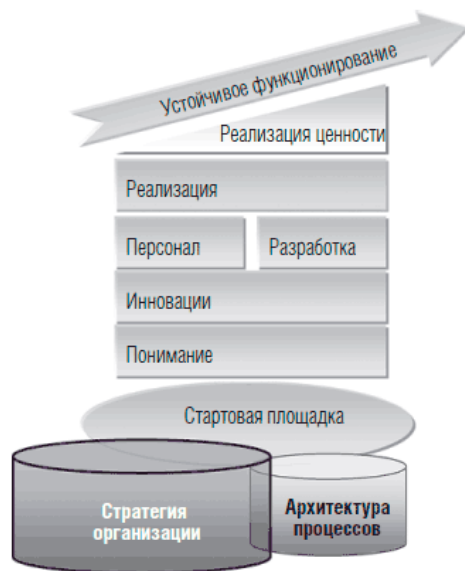 Устойчивое функционирование
Реализация ценности
Реализация
Персонал
Разработка
Инновации
Понимание
Стартовая площадка
Стратегия
организации
Архитектура
процессов